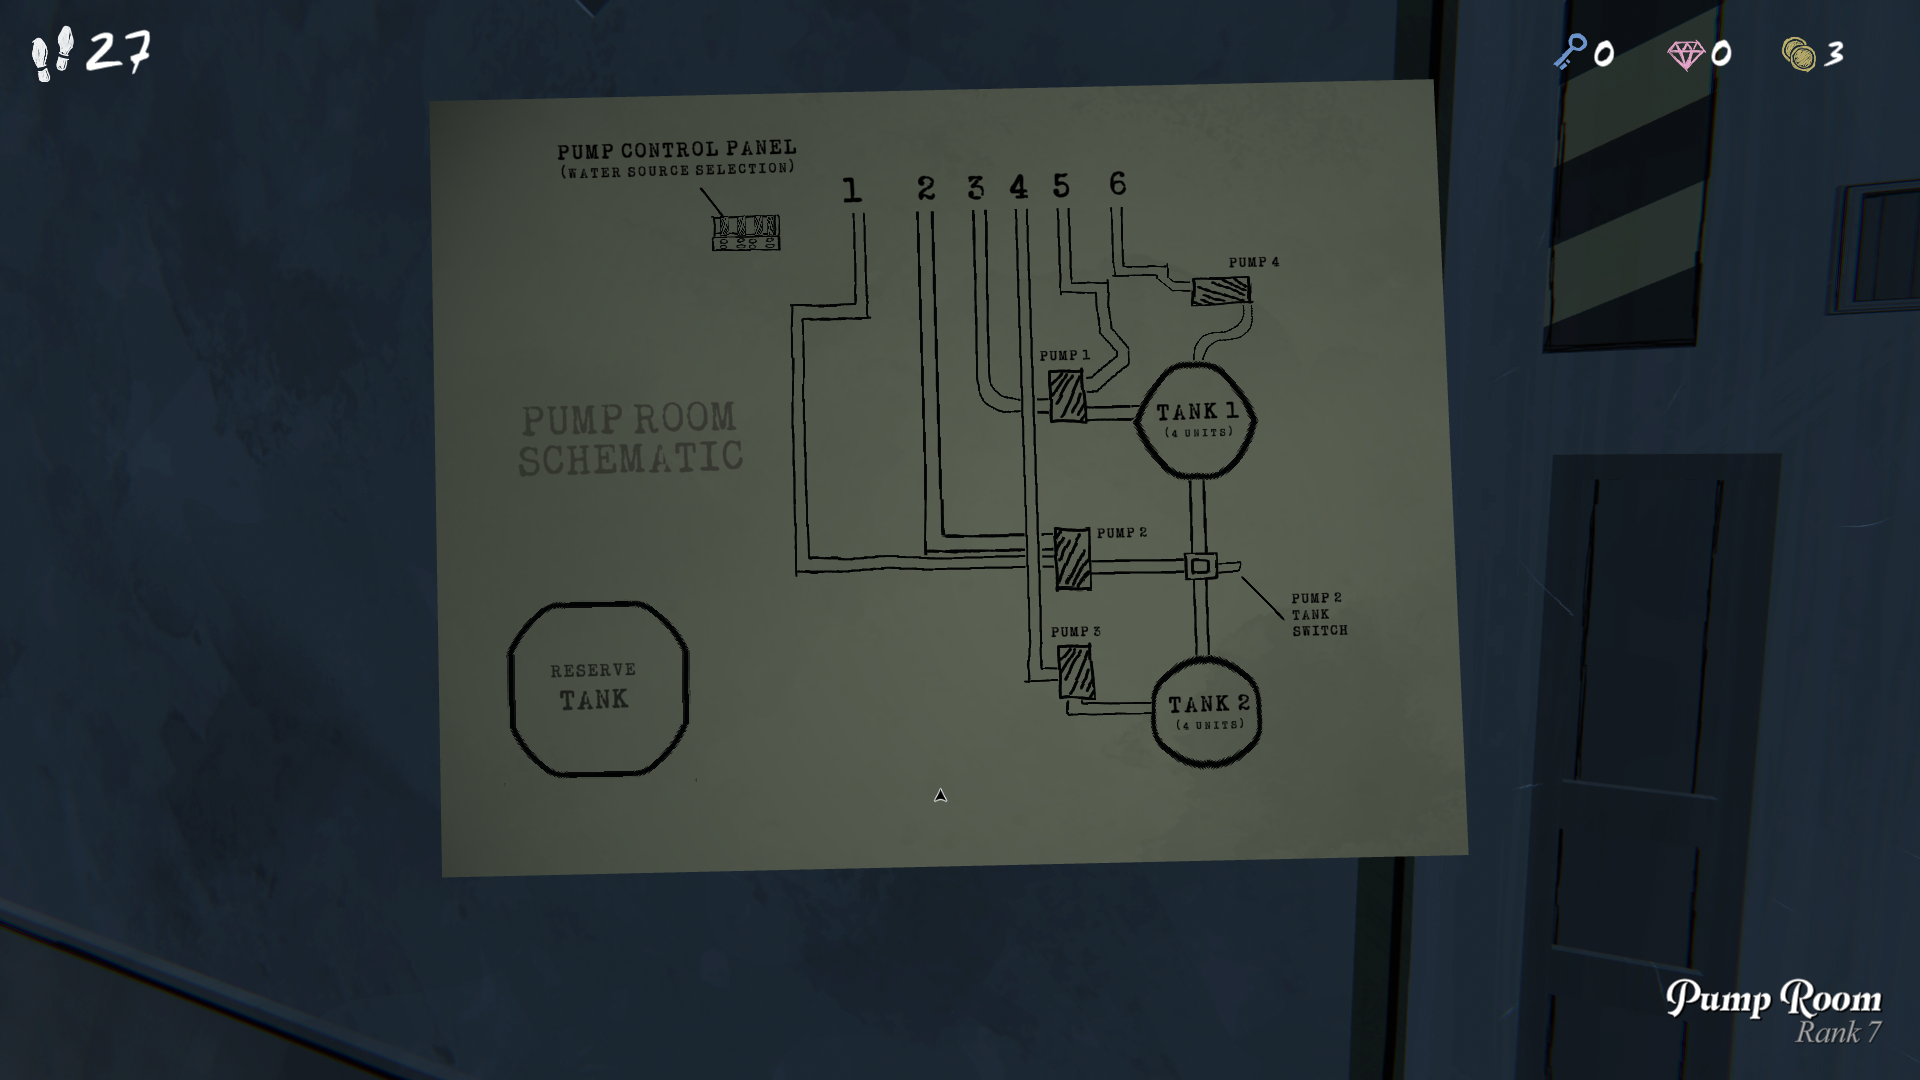 27
0
0
3
PUMP CONTROL PANEL
(WATER SOURCE SELECTION)
1 2 3 4 5 6
PUMP 4
PUMP 1
TANK 1
(4 UNITS)
PUMP ROOM
SCHEMATIC
PUMP 2
PUMP 2
TANK
SWITCH
PUMP 3
RESERVE
TANK
TANK 2
(4 UNITS)
Pump Room
Rank 7